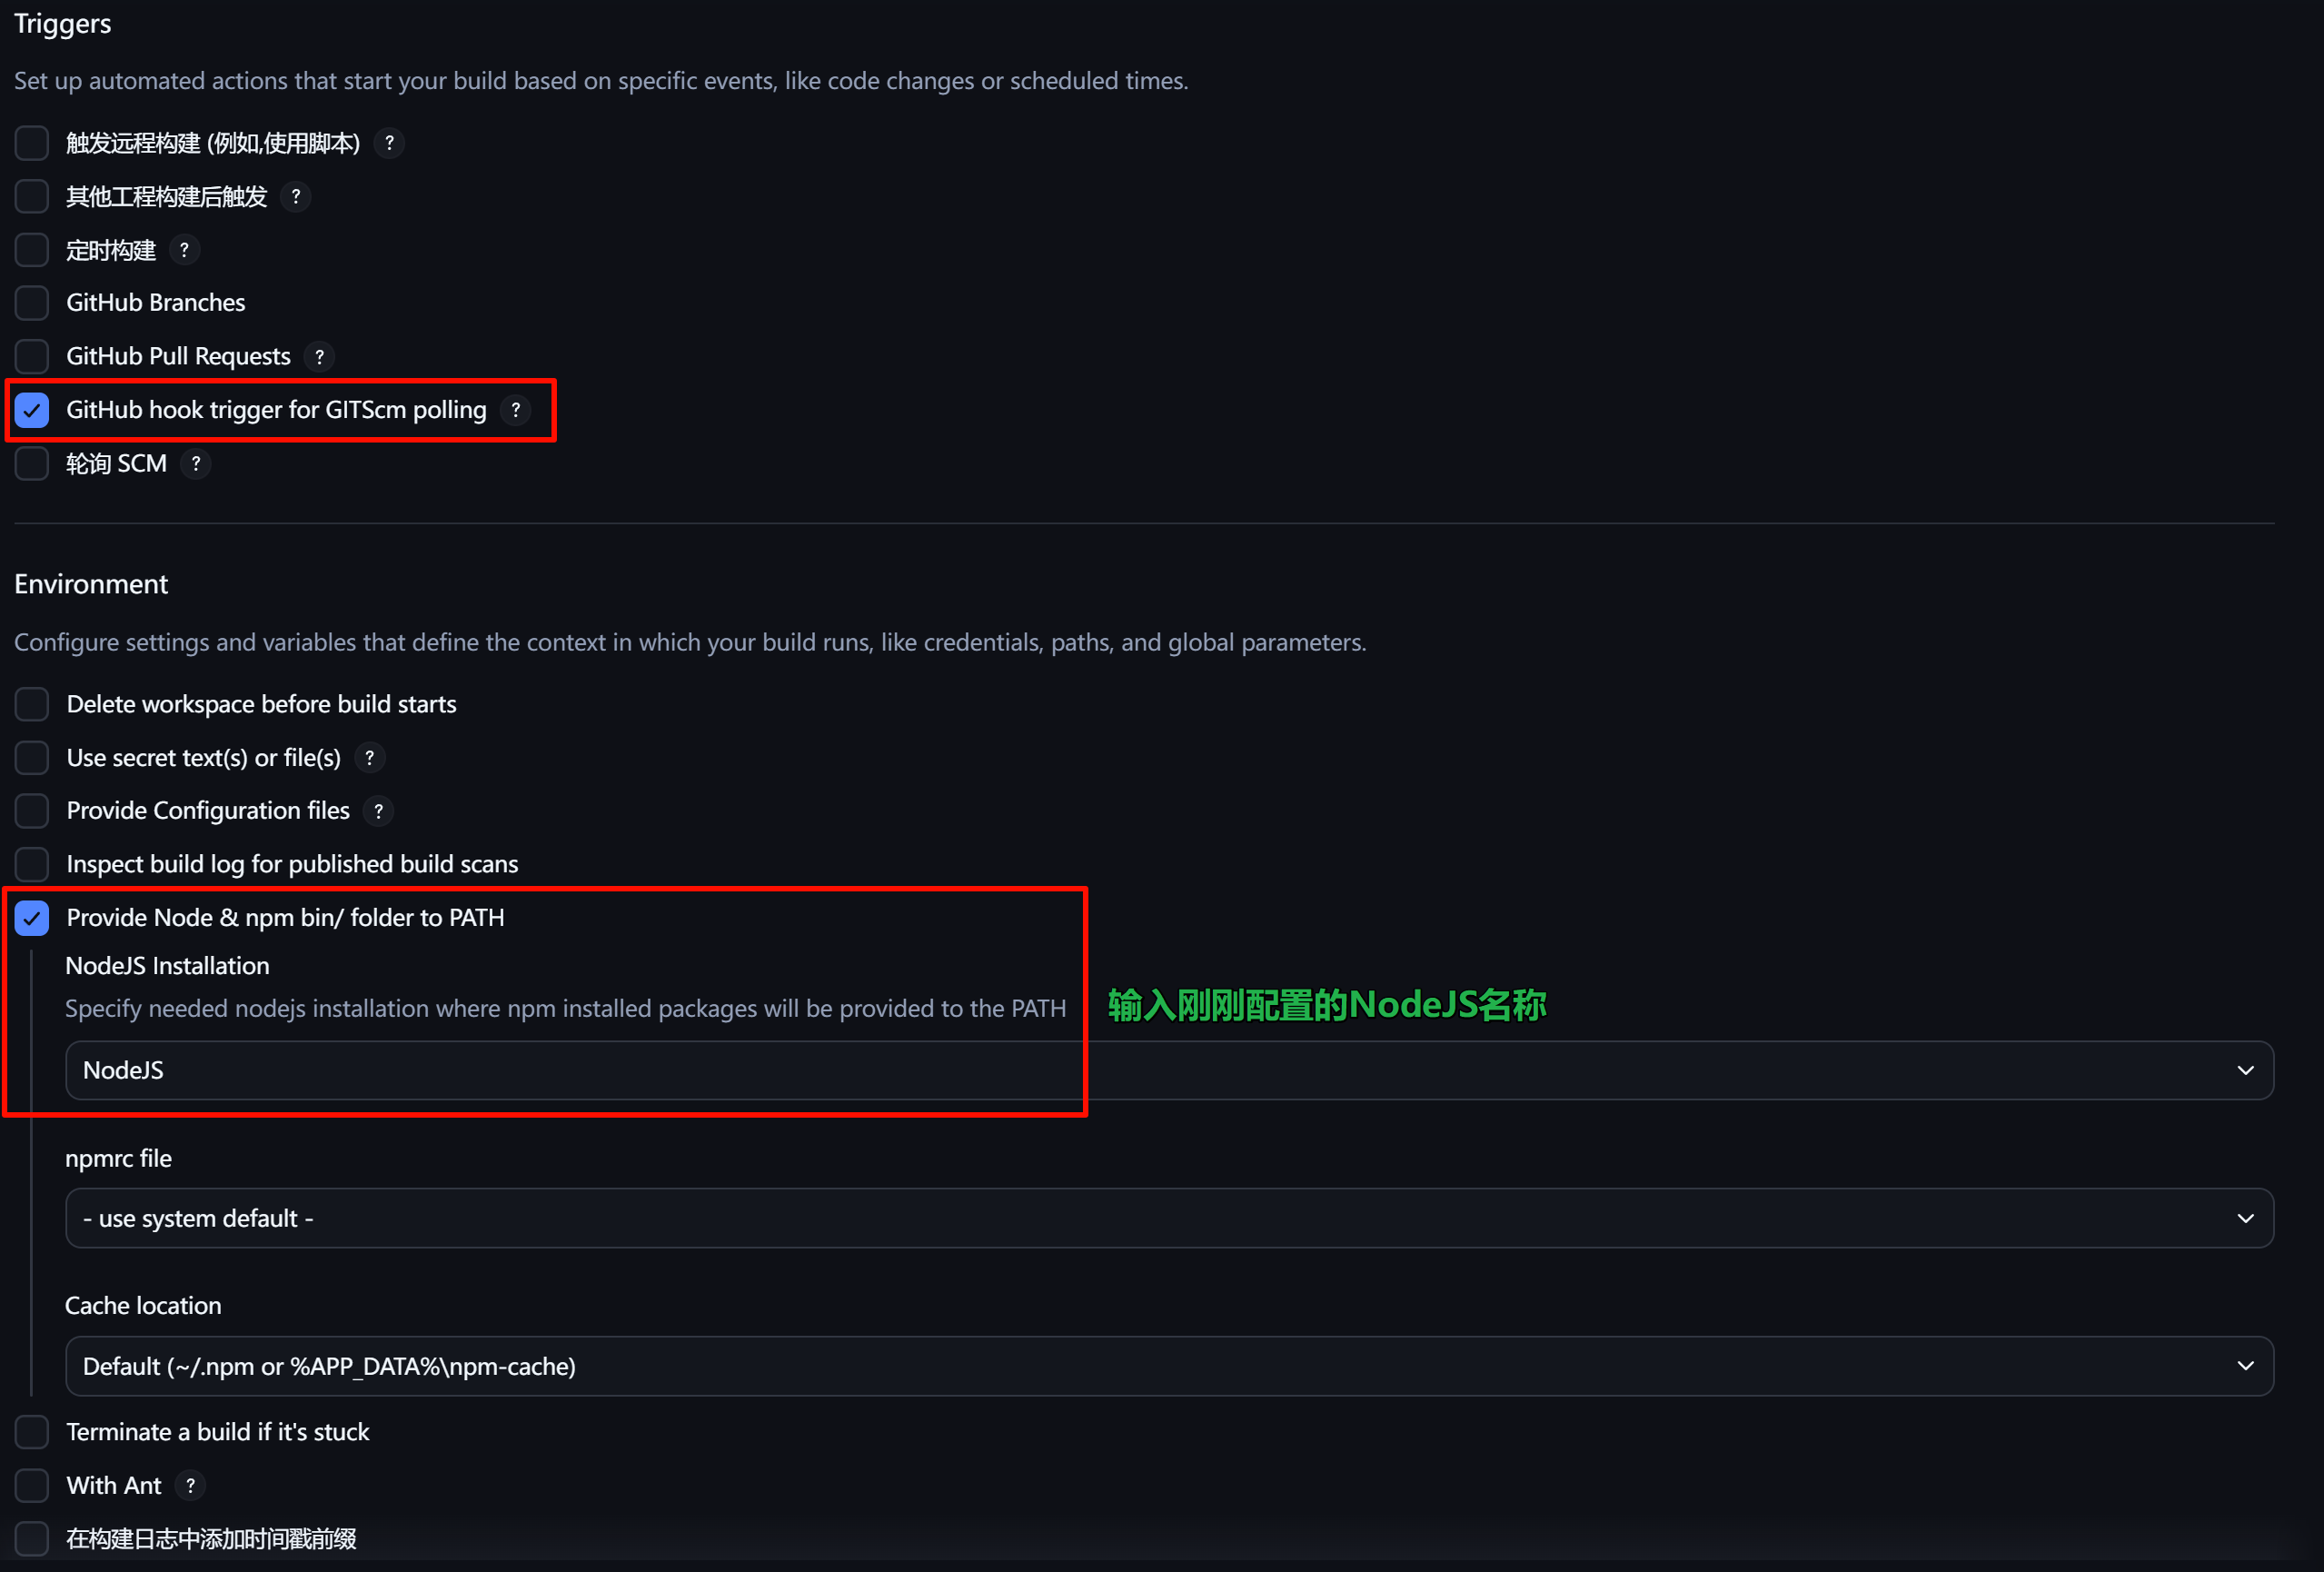 Triggers
Set up automated actions that start your build based on specific events, like code changes or scheduled times.
触发远程构建 (例如,使用脚本) ?
其他工程构建后触发 ?
定时构建 ?
GitHub Branches
GitHub Pull Requests ?
GitHub hook trigger for GITScm polling ?
轮询 SCM ?
Environment
Configure settings and variables that define the context in which your build runs, like credentials, paths, and global parameters.
Delete workspace before build starts
Use secret text(s) or file(s) ?
Provide Configuration files ?
Inspect build log for published build scans
Provide Node & npm bin/ folder to PATH
NodeJS Installation
Specify needed nodejs installation where npm installed packages will be provided to the PATH
输入刚刚配置的NodeJS名称
NodeJS
npmrc file
- use system default -
Cache location
Default (~/.npm or %APP_DATA%\npm-cache)
Terminate a build if it's stuck
With Ant ?
在构建日志中添加时间戳前缀